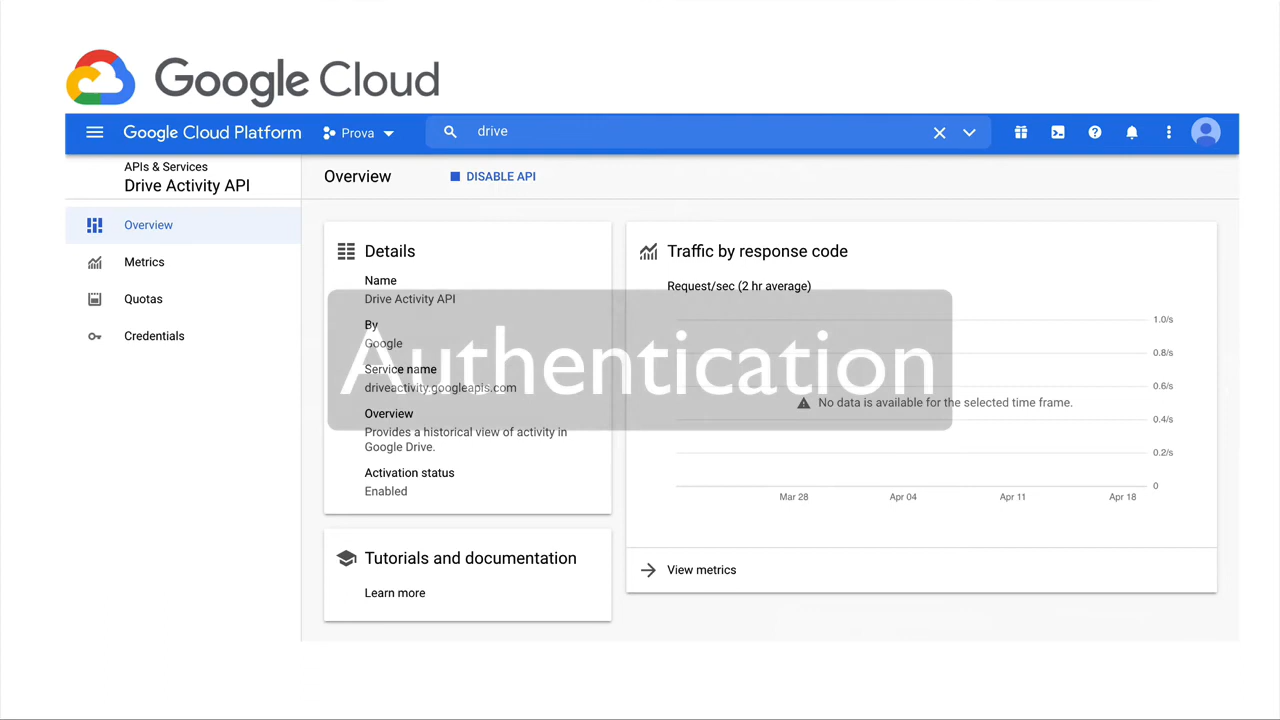 Google Cloud
Google Cloud Platform
Prova
drive
APIs & Services
Drive Activity API
Overview
DISABLE API
Overview
Metrics
Quotas
Credentials
Details
Name
Drive Activity API
By
Google
Service name
driveactivity.googleapis.com
Overview
Provides a historical view of activity in
Google Drive.
Activation status
Enabled
Authentication
Tutorials and documentation
Learn more
Traffic by response code
Request/sec (2 hr average)
1.0/s
0.8/s
0.6/s
No data is available for the selected time frame.
0.4/s
0.2/s
0
Mar 28 Apr 04 Apr 11 Apr 18
View metrics